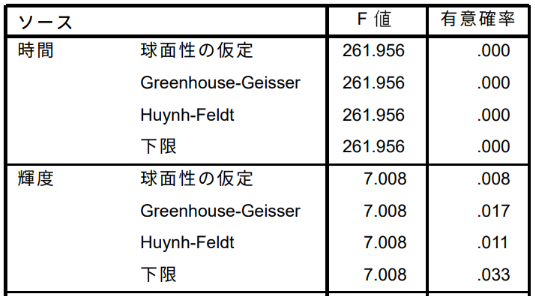 ソース F 値 有意確率
時間 球面性の仮定 261.956 .000
Greenhouse-Geisser 261.956 .000
Huynh-Feldt 261.956 .000
下限 261.956 .000
輝度 球面性の仮定 7.008 .008
Greenhouse-Geisser 7.008 .017
Huynh-Feldt 7.008 .011
下限 7.008 .033